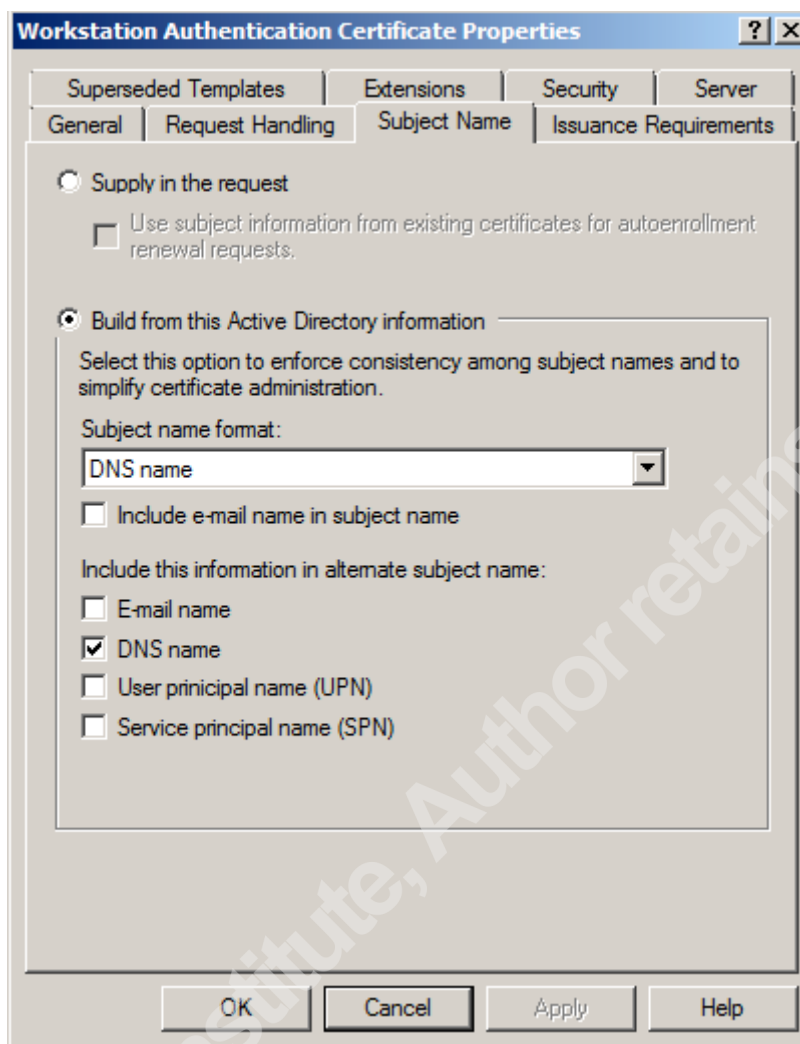 Workstation Authentication Certificate Properties
Superseded Templates Extensions Security Server
General Request Handling Subject Name Issuance Requirements
Supply in the request
Use subject information from existing certificates for autoenrollment
renewal requests.
Build from this Active Directory information
Select this option to enforce consistency among subject names and to
simplify certificate administration.
Subject name format:
DNS name
Include e-mail name in subject name
Include this information in alternate subject name:
E-mail name
DNS name
User prinicipal name (UPN)
Service principal name (SPN)
OK Cancel Apply Help
stitute, Author retains